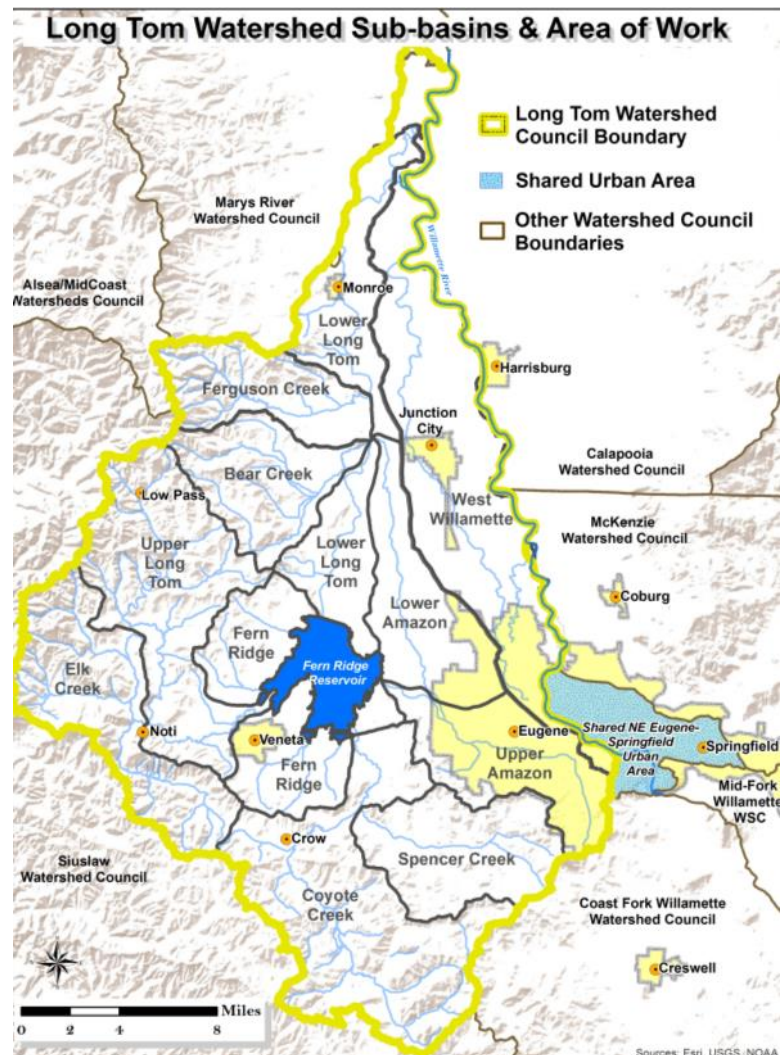 Long Tom Watershed Sub-basins & Area of Work
Long Tom Watershed
Council Boundary
Shared Urban Area
Other Watershed Council
Boundaries
Marys River
Watershed Council
Alsea/MidCoast
Watersheds Council
Willamette River
Monroe
Lower
Long
Tom
Harrisburg
Ferguson Creek
Junction
City
Calapooia
Watershed Council
Bear Creek
Low Pass
West
Willamette
McKenzie
Watershed Council
Upper
Long
Tom
Lower
Long
Tom
Lower
Amazon
Coburg
Fern
Ridge
Elk
Creek
Fern Ridge
Reservoir
Noti
Veneta
Eugene
Shared NE Eugene-
Springfield
Urban
Area
Springfield
Fern
Ridge
Upper
Amazon
Mid-Fork
Willamette
WSC
Crow
Spencer Creek
Siuslaw
Watershed Council
Coyote
Creek
Coast Fork Willamette
Watershed Council
Creswell
Miles
0 2 4 8
Sources: Esri, USGS, NOAA